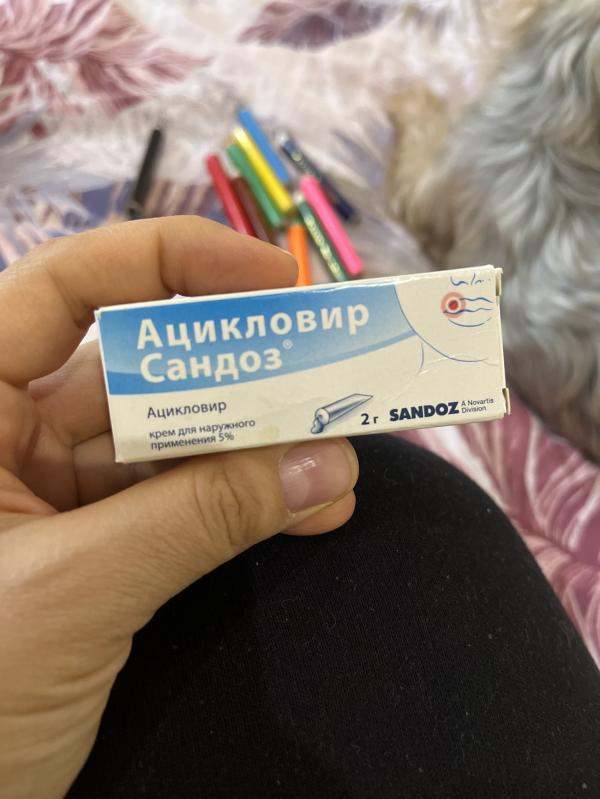 Ацикловир
Сандоз®
Ацикловир
крем для наружного
применения 5%
2 г
SANDOZ A Novartis
Division